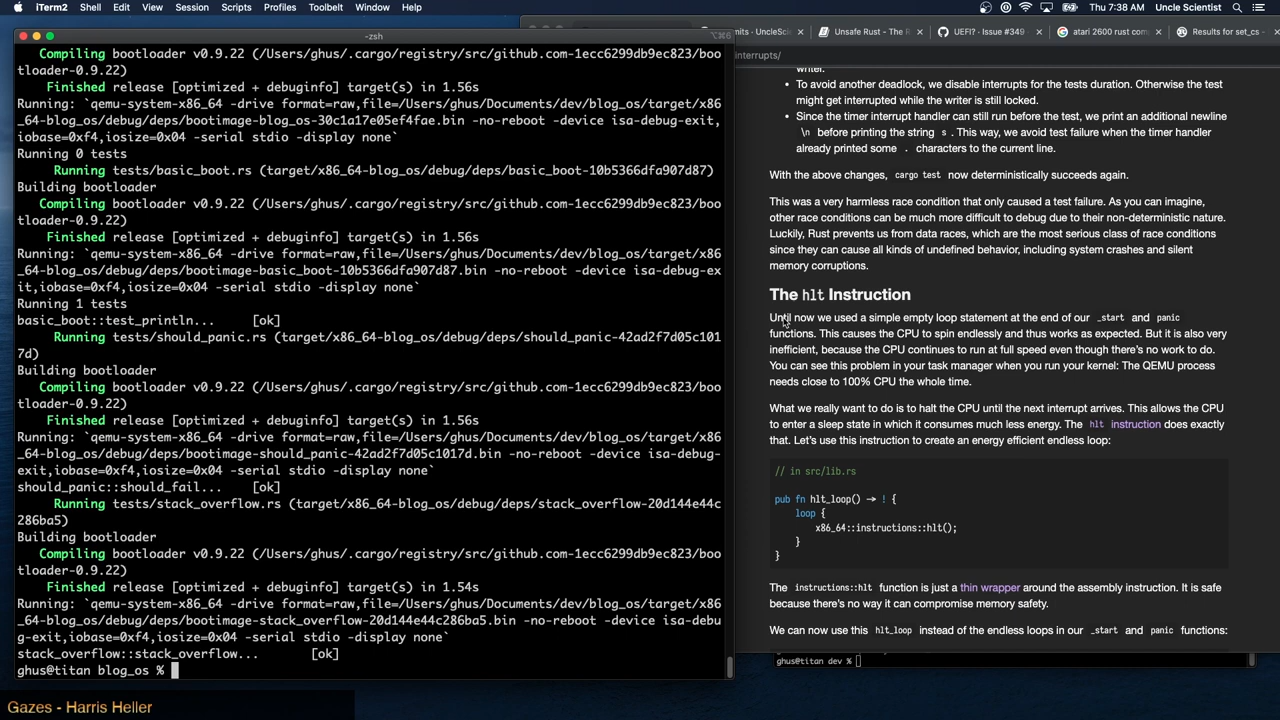 iTerm2 Shell Edit View Session Scripts Profiles Toolbelt Window Help
Thu 7:38 AM Uncle Scientist
-zsh
⌥⌘6
mits · UncleScie
Unsafe Rust - The R
UEFI? · Issue #349
atari 2600 rust com
Results for set_cs -
Compiling bootloader v0.9.22 (/Users/ghus/.cargo/registry/src/github.com-1ecc6299db9ec823/boo
tloader-0.9.22)
Finished release [optimized + debuginfo] target(s) in 1.56s
Running: `qemu-system-x86_64 -drive format=raw,file=/Users/ghus/Documents/dev/blog_os/target/x86
_64-blog_os/debug/deps/bootimage-blog_os-30c1a17e05ef4fae.bin -no-reboot -device isa-debug-exit,
iobase=0xf4,iosize=0x04 -serial stdio -display none`
Running 0 tests
Running tests/basic_boot.rs (target/x86_64-blog_os/debug/deps/basic_boot-10b5366dfa907d87)
Building bootloader
Compiling bootloader v0.9.22 (/Users/ghus/.cargo/registry/src/github.com-1ecc6299db9ec823/boo
tloader-0.9.22)
Finished release [optimized + debuginfo] target(s) in 1.56s
Running: `qemu-system-x86_64 -drive format=raw,file=/Users/ghus/Documents/dev/blog_os/target/x86
_64-blog_os/debug/deps/bootimage-basic_boot-10b5366dfa907d87.bin -no-reboot -device isa-debug-ex
it,iobase=0xf4,iosize=0x04 -serial stdio -display none`
Running 1 tests
basic_boot::test_println... [ok]
Running tests/should_panic.rs (target/x86_64-blog_os/debug/deps/should_panic-42ad2f7d05c101
7d)
Building bootloader
Compiling bootloader v0.9.22 (/Users/ghus/.cargo/registry/src/github.com-1ecc6299db9ec823/boo
tloader-0.9.22)
Finished release [optimized + debuginfo] target(s) in 1.56s
Running: `qemu-system-x86_64 -drive format=raw,file=/Users/ghus/Documents/dev/blog_os/target/x86
_64-blog_os/debug/deps/bootimage-should_panic-42ad2f7d05c1017d.bin -no-reboot -device isa-debug-
exit,iobase=0xf4,iosize=0x04 -serial stdio -display none`
should_panic::should_fail... [ok]
Running tests/stack_overflow.rs (target/x86_64-blog_os/debug/deps/stack_overflow-20d144e44c
286ba5)
Building bootloader
Compiling bootloader v0.9.22 (/Users/ghus/.cargo/registry/src/github.com-1ecc6299db9ec823/boo
tloader-0.9.22)
Finished release [optimized + debuginfo] target(s) in 1.54s
Running: `qemu-system-x86_64 -drive format=raw,file=/Users/ghus/Documents/dev/blog_os/target/x86
_64-blog_os/debug/deps/bootimage-stack_overflow-20d144e44c286ba5.bin -no-reboot -device isa-debu
g-exit,iobase=0xf4,iosize=0x04 -serial stdio -display none`
stack_overflow::stack_overflow... [ok]
ghus@titan blog_os %
interrupts/
writer.
• To avoid another deadlock, we disable interrupts for the tests duration. Otherwise the test
might get interrupted while the writer is still locked.
• Since the timer interrupt handler can still run before the test, we print an additional newline
\n before printing the string s . This way, we avoid test failure when the timer handler
already printed some . characters to the current line.
With the above changes, cargo test now deterministically succeeds again.
This was a very harmless race condition that only caused a test failure. As you can imagine,
other race conditions can be much more difficult to debug due to their non-deterministic nature.
Luckily, Rust prevents us from data races, which are the most serious class of race conditions
since they can cause all kinds of undefined behavior, including system crashes and silent
memory corruptions.
The hlt Instruction
Until now we used a simple empty loop statement at the end of our _start and panic
functions. This causes the CPU to spin endlessly and thus works as expected. But it is also very
inefficient, because the CPU continues to run at full speed even though there's no work to do.
You can see this problem in your task manager when you run your kernel: The QEMU process
needs close to 100% CPU the whole time.
What we really want to do is to halt the CPU until the next interrupt arrives. This allows the CPU
to enter a sleep state in which it consumes much less energy. The hlt instruction does exactly
that. Let's use this instruction to create an energy efficient endless loop:
// in src/lib.rs
pub fn hlt_loop() -> ! {
loop {
x86_64::instructions::hlt();
}
}
The instructions::hlt function is just a thin wrapper around the assembly instruction. It is safe
because there's no way it can compromise memory safety.
We can now use this hlt_loop instead of the endless loops in our _start and panic functions:
ghus@titan dev %
Gazes - Harris Heller